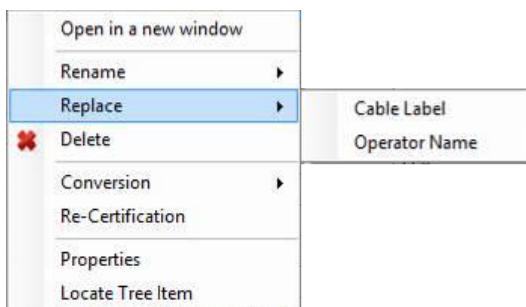 Open in a new window
Rename
Replace
Cable Label
Delete
Operator Name
Conversion
Re-Certification
Properties
Locate Tree Item